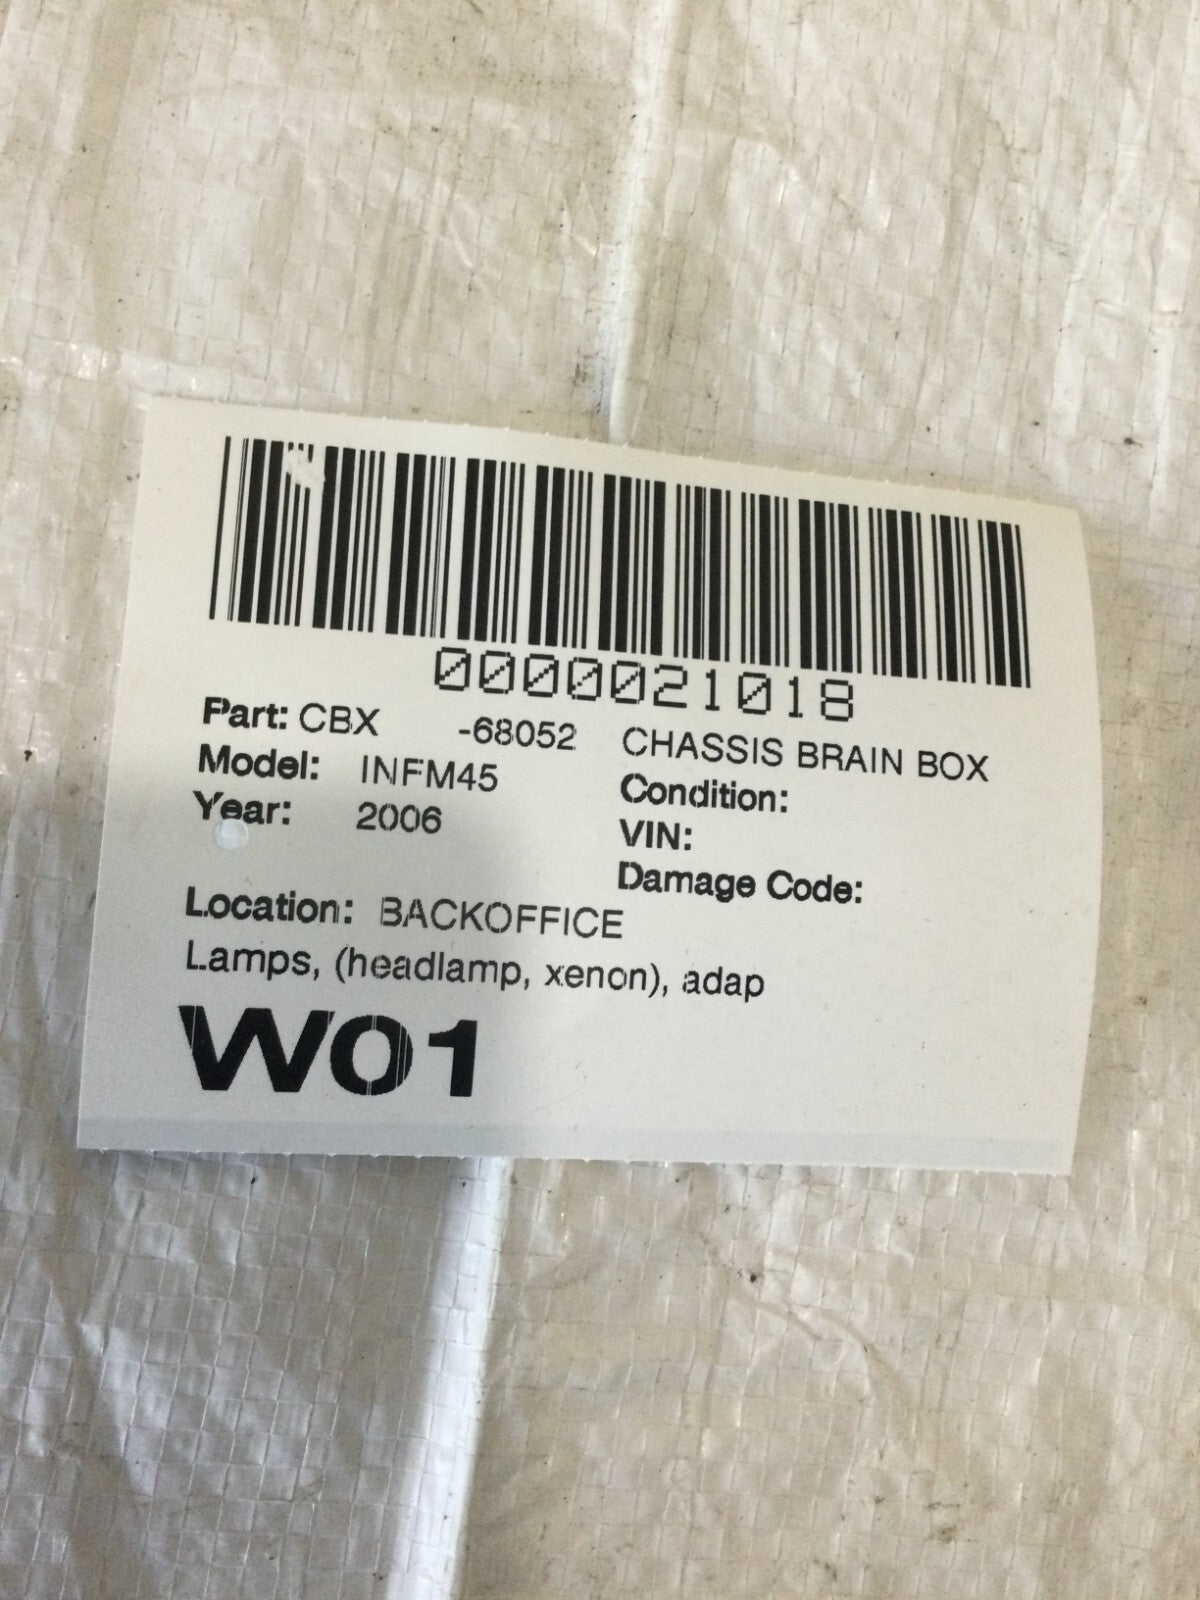 0000021018
Part: CBX -68052 CHASSIS BRAIN BOX
Model: INFM45 Condition:
Year: 2006 VIN:
Damage Code:
Location: BACKOFFICE
Lamps, (headlamp, xenon), adap
W01